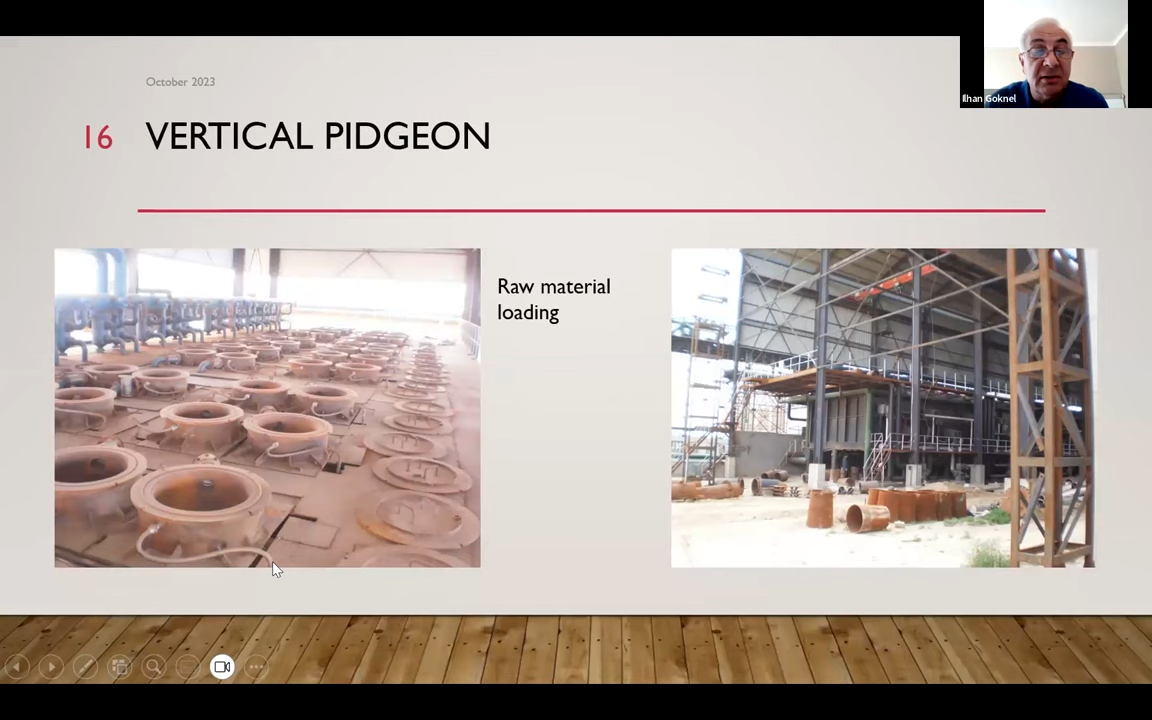 October 2023
16 VERTICAL PIDGEON
Raw material
loading
Ilhan Goknel